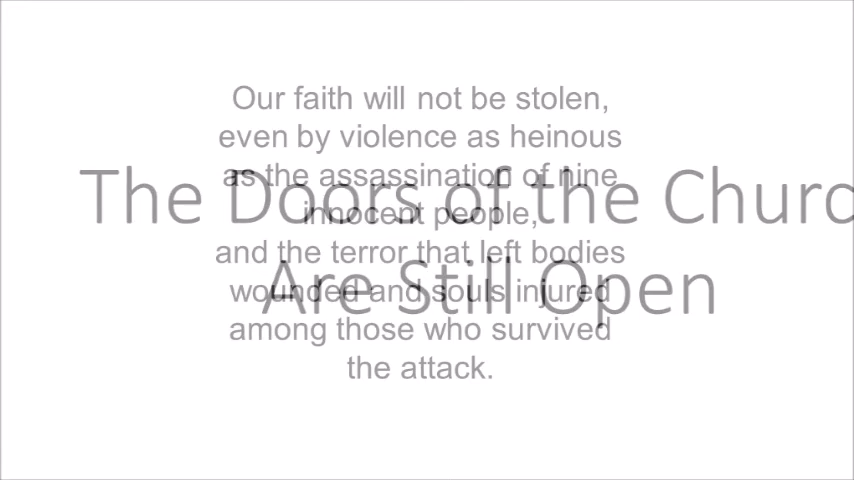 Our faith will not be stolen,
even by violence as heinous
as the assassination of nine
innocent people,
and the terror that left bodies
wounded and souls injured
among those who survived
the attack.
The Doors of the Churc
Are Still Open